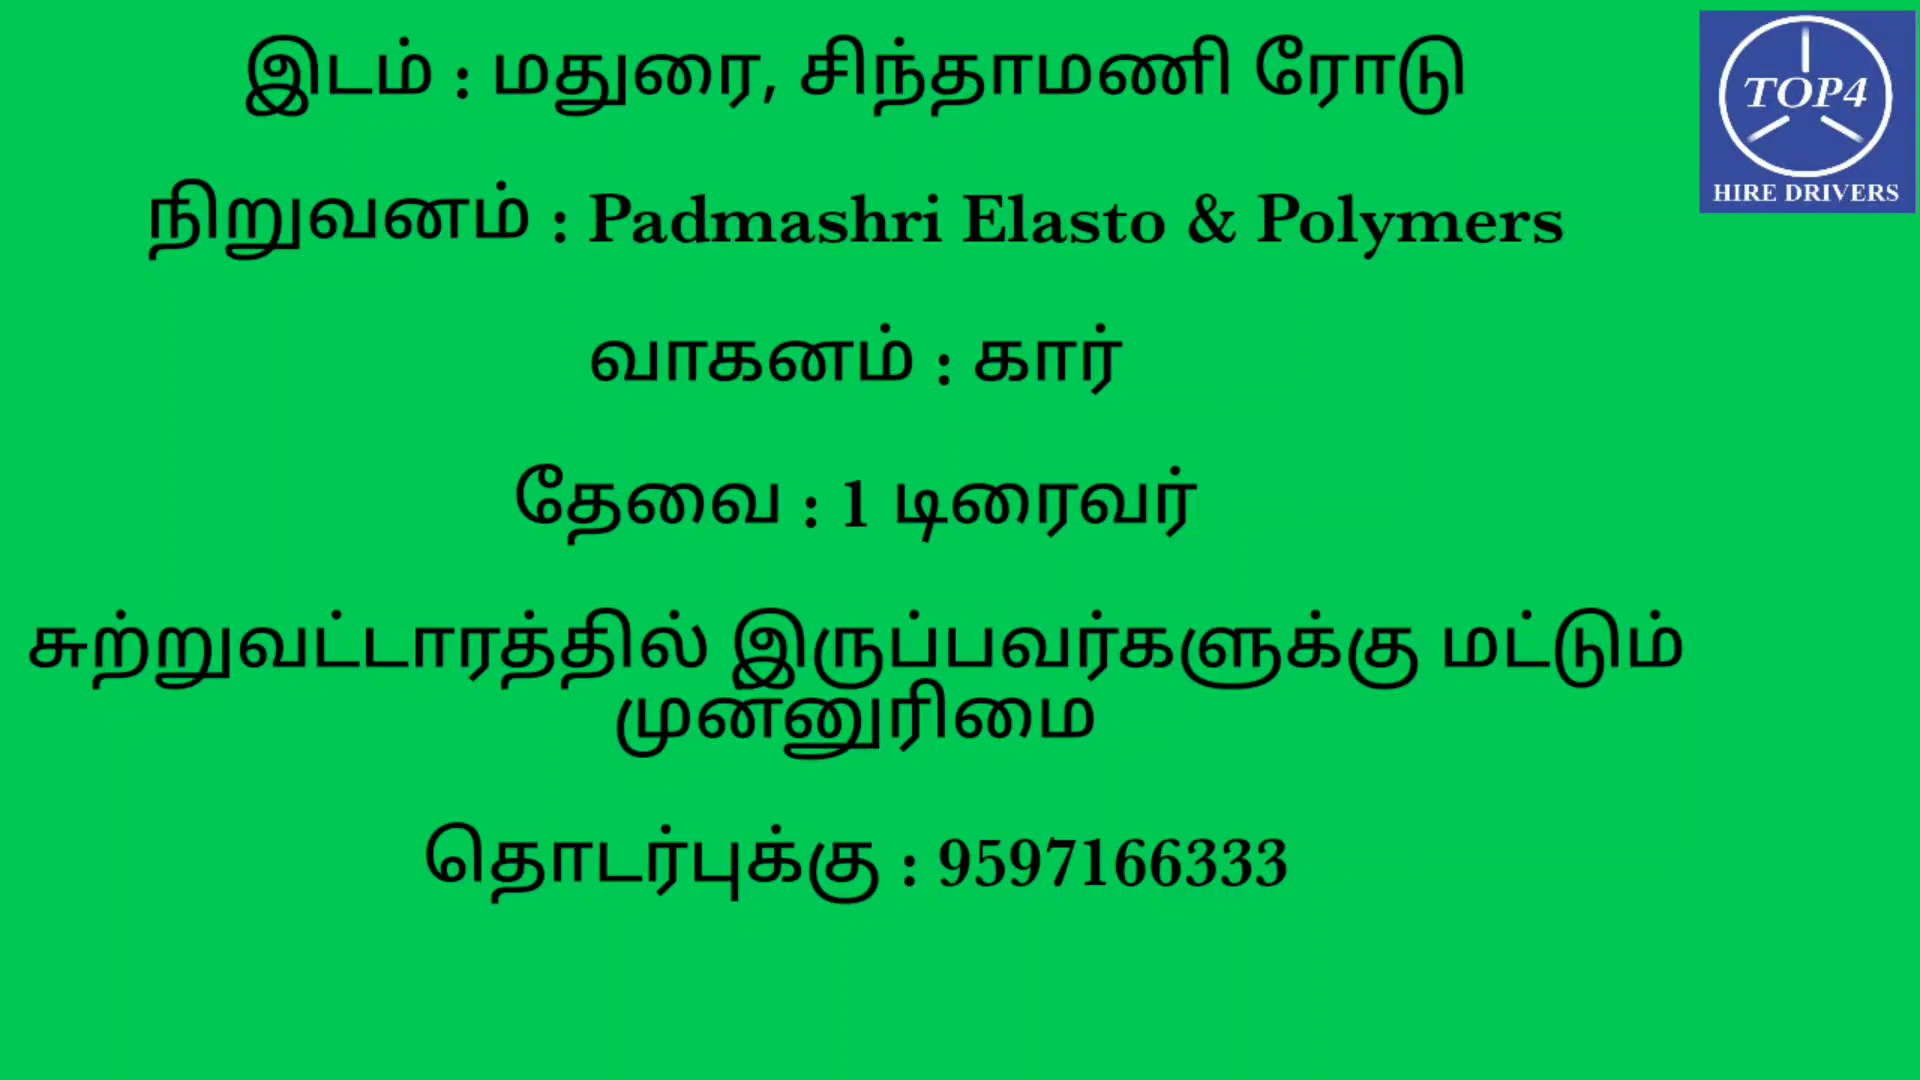 இடம் : மதுரை, சிந்தாமணி ரோடு
TOP4
HIRE DRIVERS
நிறுவனம் : Padmashri Elasto & Polymers
வாகனம் : கார்
தேவை : 1 டிரைவர்
சுற்றுவட்டாரத்தில் இருப்பவர்களுக்கு மட்டும்
முன்னுரிமை
தொடர்புக்கு : 9597166333